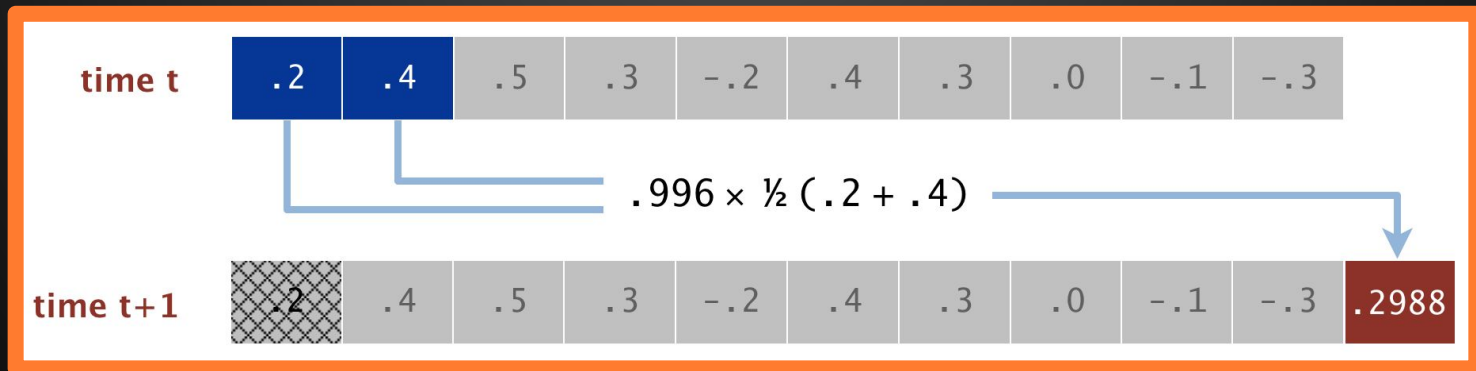 time t .2 .4 .5 .3 -.2 .4 .3 .0 -.1 -.3
.996 × ½ (.2 + .4)
time t+1 .2 .4 .5 .3 -.2 .4 .3 .0 -.1 -.3 .2988